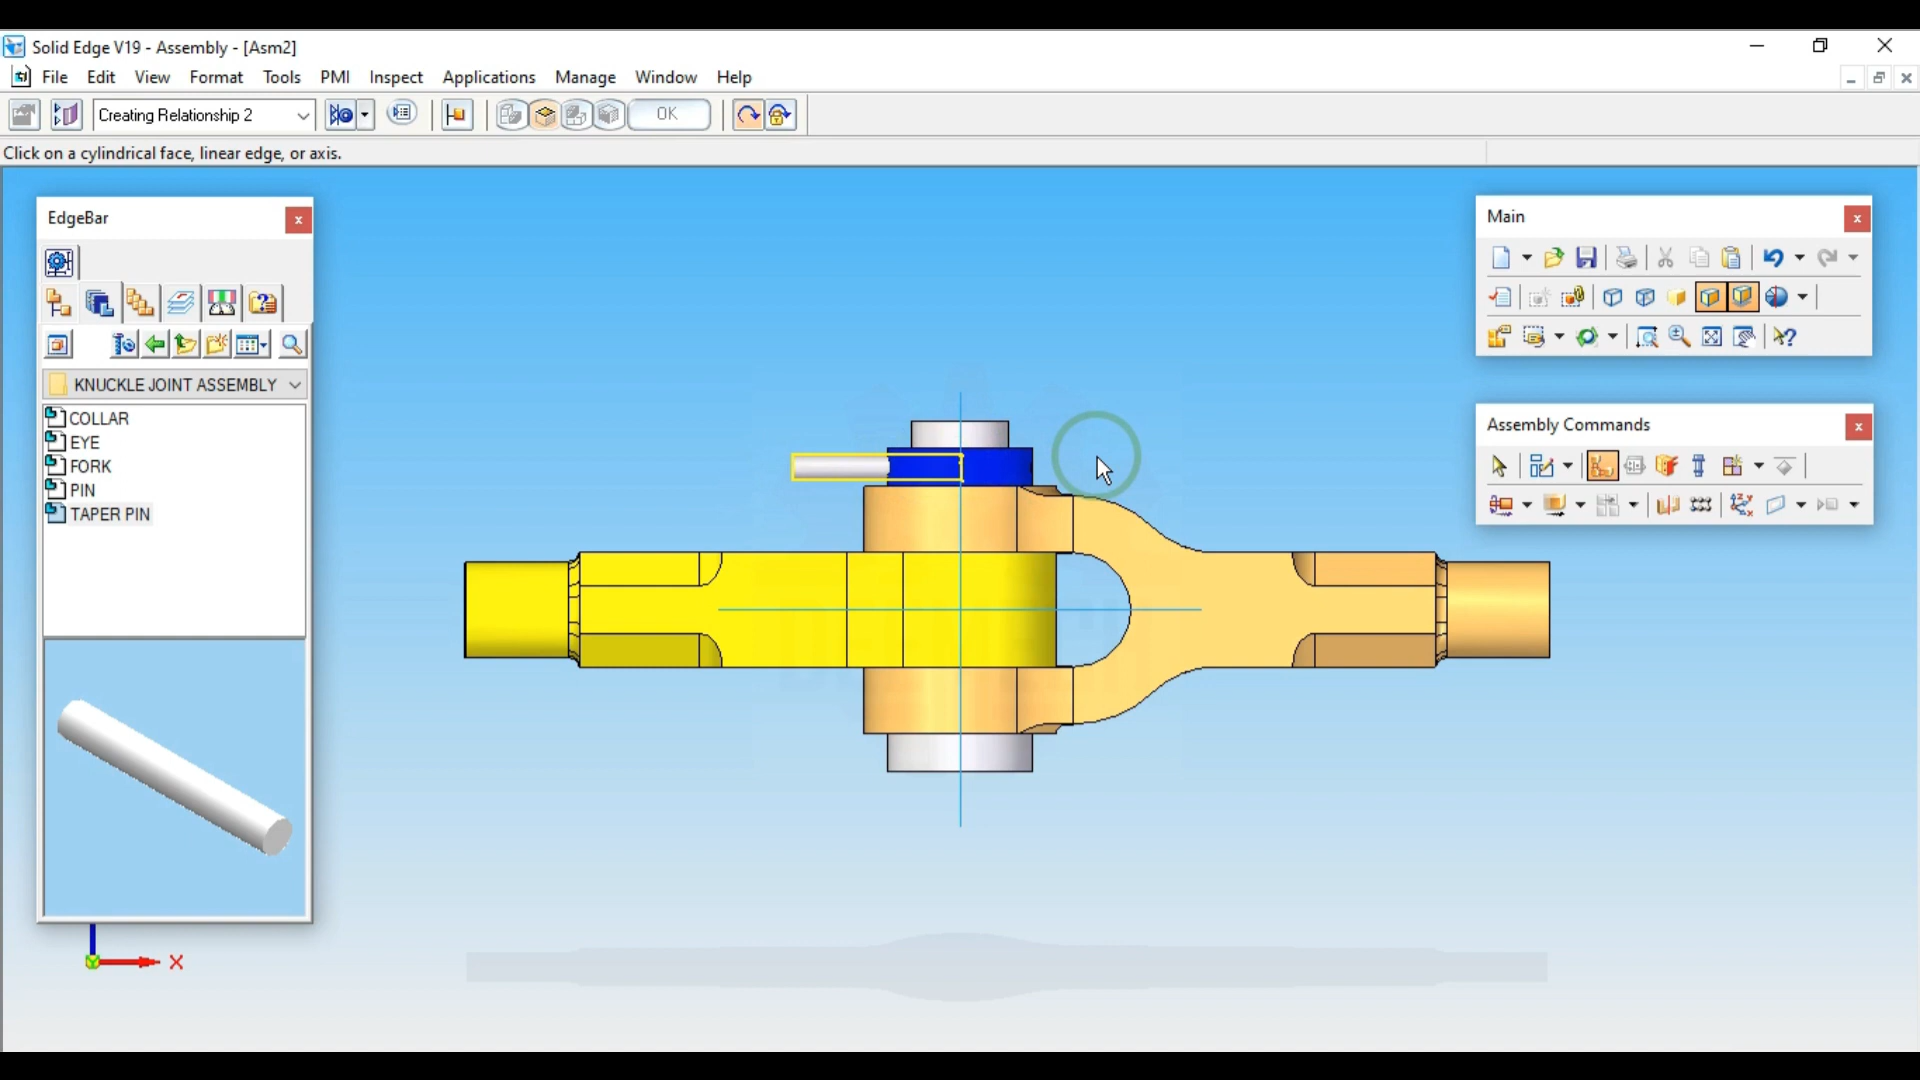 Solid Edge V19 - Assembly - [Asm2]
File Edit View Format Tools PMI Inspect Applications Manage Window Help
Creating Relationship 2
OK
Click on a cylindrical face, linear edge, or axis.
EdgeBar
KNUCKLE JOINT ASSEMBLY
COLLAR
EYE
FORK
PIN
TAPER PIN
Main
Assembly Commands
X